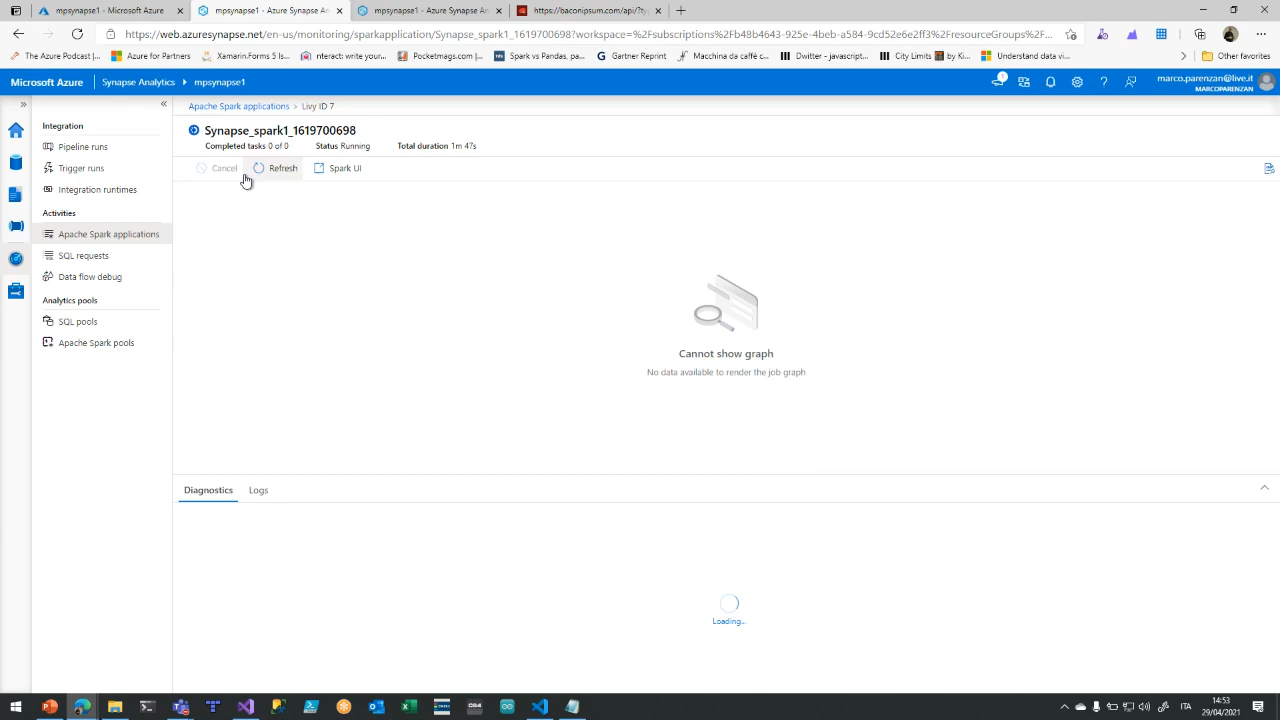 mpsynapse1 - Microsoft Azure
mpsynapse1 - Azure Synapse An
mpsynapse1 - Azure Synapse An
https://baconipsum.com/api/?ty
https://web.azuresynapse.net/en-us/monitoring/sparkapplication/Synapse_spark1_1619700698?workspace=%2Fsubscriptions%2Fb48b4643-925e-4beb-a584-9cd52e6e2ff3%2FresourceGroups%2F...
The Azure Podcast |...
Azure for Partners
Xamarin.Forms 5 Is...
nteract write your...
Pocketmags.com |...
Spark vs Pandas, pa...
Gartner Reprint
Macchina da caffè c...
Dwitter - javascript...
City Limits
by Ki...
Understand data vi...
Other favorites
Microsoft Azure
Synapse Analytics
mpsynapse1
1
marco.parenzan@live.it
MARCOPARENZAN
Apache Spark applications > Livy ID 7
Synapse_spark1_1619700698
Completed tasks 0 of 0
Status Running
Total duration 1m 47s
Cancel
Refresh
Spark UI
Integration
Pipeline runs
Trigger runs
Integration runtimes
Activities
Apache Spark applications
SQL requests
Data flow debug
Analytics pools
SQL pools
Apache Spark pools
Cannot show graph
No data available to render the job graph
Diagnostics
Logs
Loading...
ITA
14:53
29/04/2021